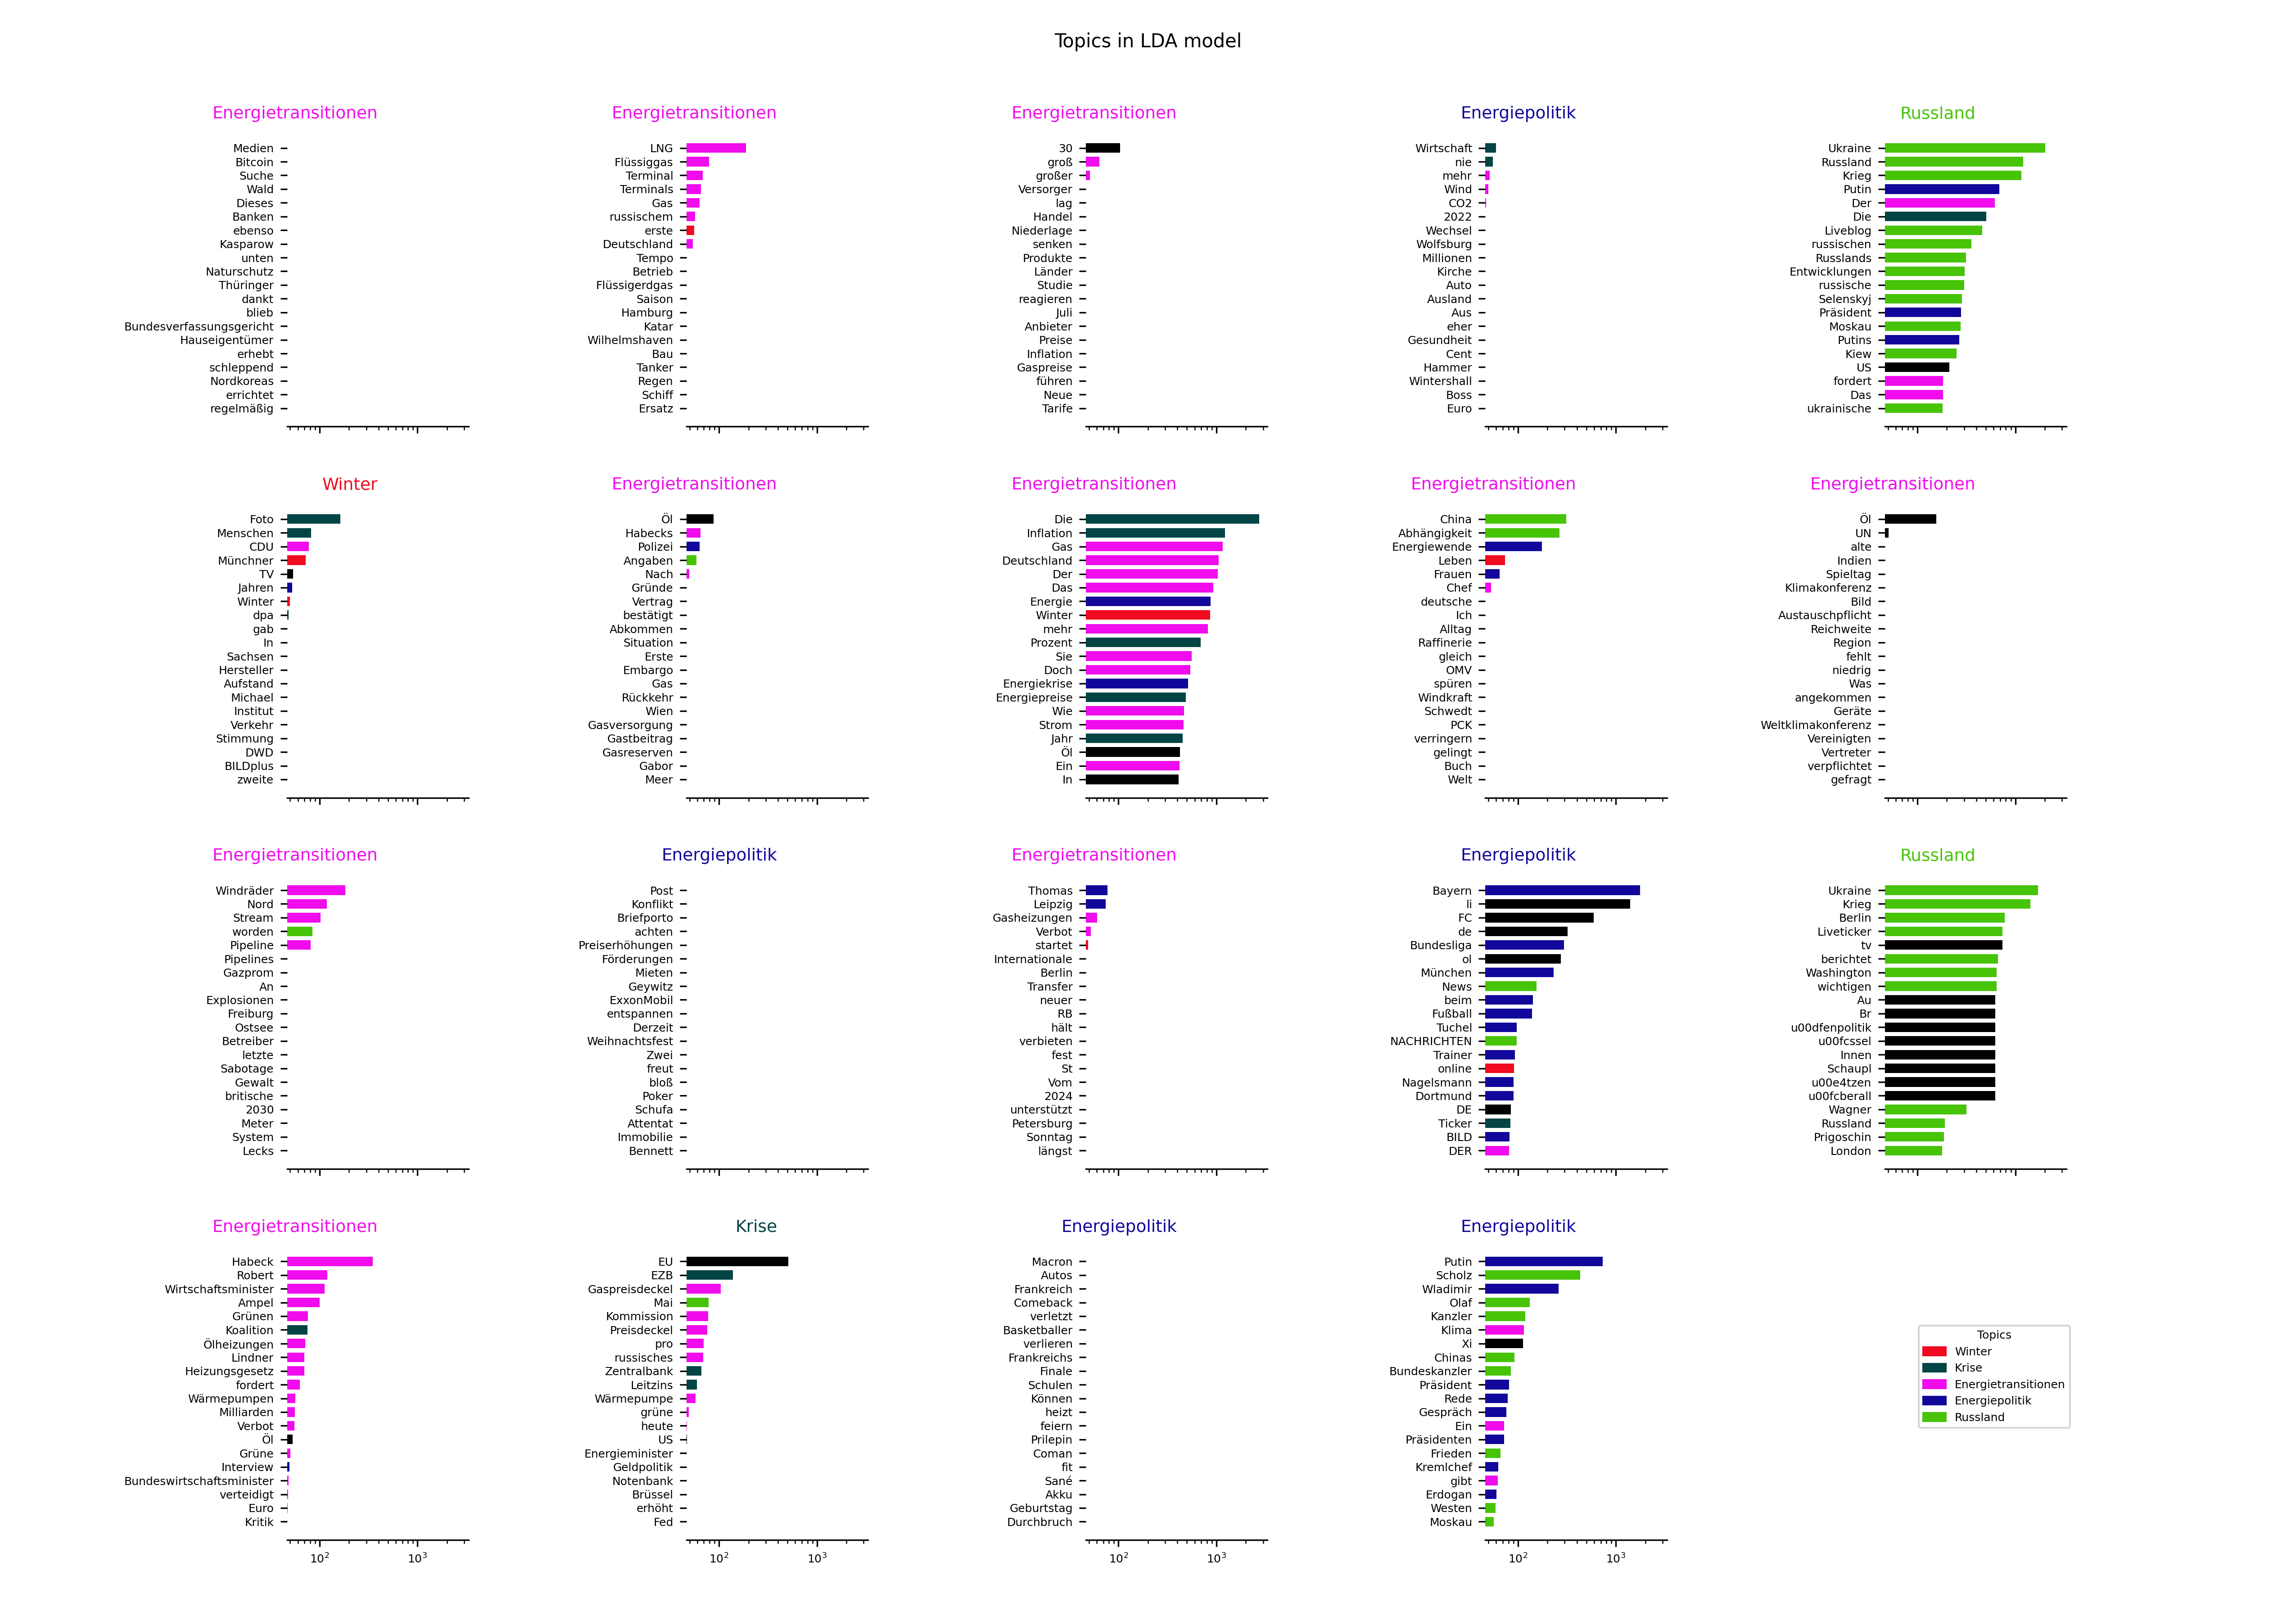 Topics in LDA model
Energietransitionen
Medien
Bitcoin
Suche
Wald
Dieses
Banken
ebenso
Kasparow
unten
Naturschutz
Thüringer
dankt
blieb
Bundesverfassungsgericht
Hauseigentümer
erhebt
schleppend
Nordkoreas
errichtet
regelmäßig
Energietransitionen
LNG
Flüssiggas
Terminal
Terminals
Gas
russischem
erste
Deutschland
Tempo
Betrieb
Flüssigerdgas
Saison
Hamburg
Katar
Wilhelmshaven
Bau
Tanker
Regen
Schiff
Ersatz
Energietransitionen
30
groß
großer
Versorger
lag
Handel
Niederlage
senken
Produkte
Länder
Studie
reagieren
Juli
Anbieter
Preise
Inflation
Gaspreise
führen
Neue
Tarife
Energiepolitik
Wirtschaft
nie
mehr
Wind
CO2
2022
Wechsel
Wolfsburg
Millionen
Kirche
Auto
Ausland
Aus
eher
Gesundheit
Cent
Hammer
Wintershall
Boss
Euro
Russland
Ukraine
Russland
Krieg
Putin
Der
Die
Liveblog
russischen
Russlands
Entwicklungen
russische
Selenskyj
Präsident
Moskau
Putins
Kiew
US
fordert
Das
ukrainische
Winter
Foto
Menschen
CDU
Münchner
TV
Jahren
Winter
dpa
gab
In
Sachsen
Hersteller
Aufstand
Michael
Institut
Verkehr
Stimmung
DWD
BILDplus
zweite
Energietransitionen
Öl
Habecks
Polizei
Angaben
Nach
Gründe
Vertrag
bestätigt
Abkommen
Situation
Erste
Embargo
Gas
Rückkehr
Wien
Gasversorgung
Gastbeitrag
Gasreserven
Gabor
Meer
Energietransitionen
Die
Inflation
Gas
Deutschland
Der
Das
Energie
Winter
mehr
Prozent
Sie
Doch
Energiekrise
Energiepreise
Wie
Strom
Jahr
Öl
Ein
In
Energietransitionen
China
Abhängigkeit
Energiewende
Leben
Frauen
Chef
deutsche
Ich
Alltag
Raffinerie
gleich
OMV
spüren
Windkraft
Schwedt
PCK
verringern
gelingt
Buch
Welt
Energietransitionen
Öl
UN
alte
Indien
Spieltag
Klimakonferenz
Bild
Austauschpflicht
Reichweite
Region
fehlt
niedrig
Was
angekommen
Geräte
Weltklimakonferenz
Vereinigten
Vertreter
verpflichtet
gefragt
Energietransitionen
Windräder
Nord
Stream
worden
Pipeline
Pipelines
Gazprom
An
Explosionen
Freiburg
Ostsee
Betreiber
letzte
Sabotage
Gewalt
britische
2030
Meter
System
Lecks
Energiepolitik
Post
Konflikt
Briefporto
achten
Preiserhöhungen
Förderungen
Mieten
Geywitz
ExxonMobil
entspannen
Derzeit
Weihnachtsfest
Zwei
freut
bloß
Poker
Schufa
Attentat
Immobilie
Bennett
Energietransitionen
Thomas
Leipzig
Gasheizungen
Verbot
startet
Internationale
Berlin
Transfer
neuer
RB
hält
verbieten
fest
St
Vom
2024
unterstützt
Petersburg
Sonntag
längst
Energiepolitik
Bayern
li
FC
de
Bundesliga
ol
München
News
beim
Fußball
Tuchel
NACHRICHTEN
Trainer
online
Nagelsmann
Dortmund
DE
Ticker
BILD
DER
Russland
Ukraine
Krieg
Berlin
Liveticker
tv
berichtet
Washington
wichtigen
Au
Br
u00dfenpolitik
u00fcssel
Innen
Schaupl
u00e4tzen
u00fcberall
Wagner
Russland
Prigoschin
London
Energietransitionen
Habeck
Robert
Wirtschaftsminister
Ampel
Grünen
Koalition
Ölheizungen
Lindner
Heizungsgesetz
fordert
Wärmepumpen
Milliarden
Verbot
Öl
Grüne
Interview
Bundeswirtschaftsminister
verteidigt
Euro
Kritik
10² 10³
Krise
EU
EZB
Gaspreisdeckel
Mai
Kommission
Preisdeckel
pro
russisches
Zentralbank
Leitzins
Wärmepumpe
grüne
heute
US
Energieminister
Geldpolitik
Notenbank
Brüssel
erhöht
Fed
10² 10³
Energiepolitik
Macron
Autos
Frankreich
Comeback
verletzt
Basketballer
verlieren
Frankreichs
Finale
Schulen
Können
heizt
feiern
Prilepin
Coman
fit
Sané
Akku
Geburtstag
Durchbruch
10² 10³
Energiepolitik
Putin
Scholz
Wladimir
Olaf
Kanzler
Klima
Xi
Chinas
Bundeskanzler
Präsident
Rede
Gespräch
Ein
Präsidenten
Frieden
Kremlchef
gibt
Erdogan
Westen
Moskau
10² 10³
Topics
Winter
Krise
Energietransitionen
Energiepolitik
Russland